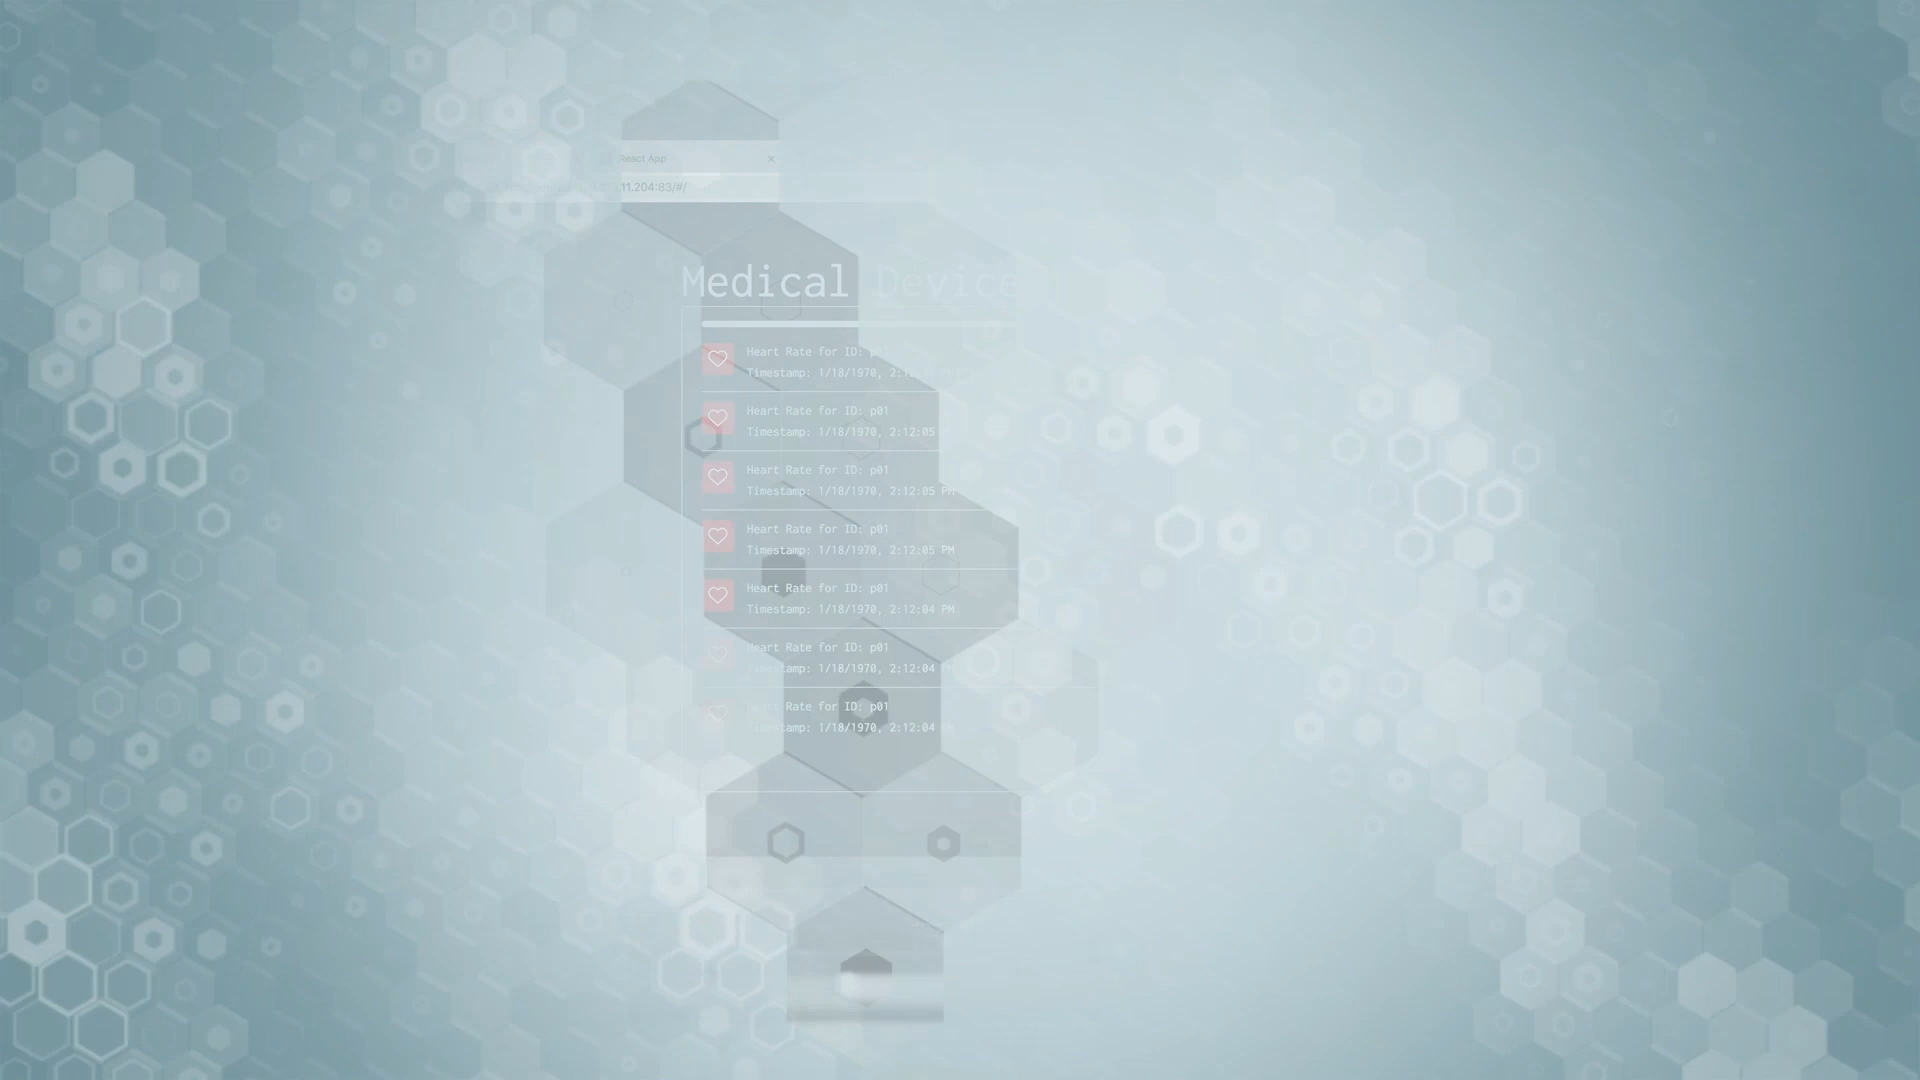 React App
11.204:83/#/
Medical Device
Heart Rate for ID: p01
Timestamp: 1/18/1970,
Heart Rate for ID: p01
Timestamp: 1/18/1970, 2:12:05
Heart Rate for ID: p01
Timestamp: 1/18/1970, 2:12:05 PM
Heart Rate for ID: p01
Timestamp: 1/18/1970, 2:12:05 PM
Heart Rate for ID: p01
Timestamp: 1/18/1970, 2:12:04 PM
Heart Rate for ID: p01
Timestamp: 1/18/1970, 2:12:04
Heart Rate for ID: p01
Timestamp: 1/18/1970, 2:12:04